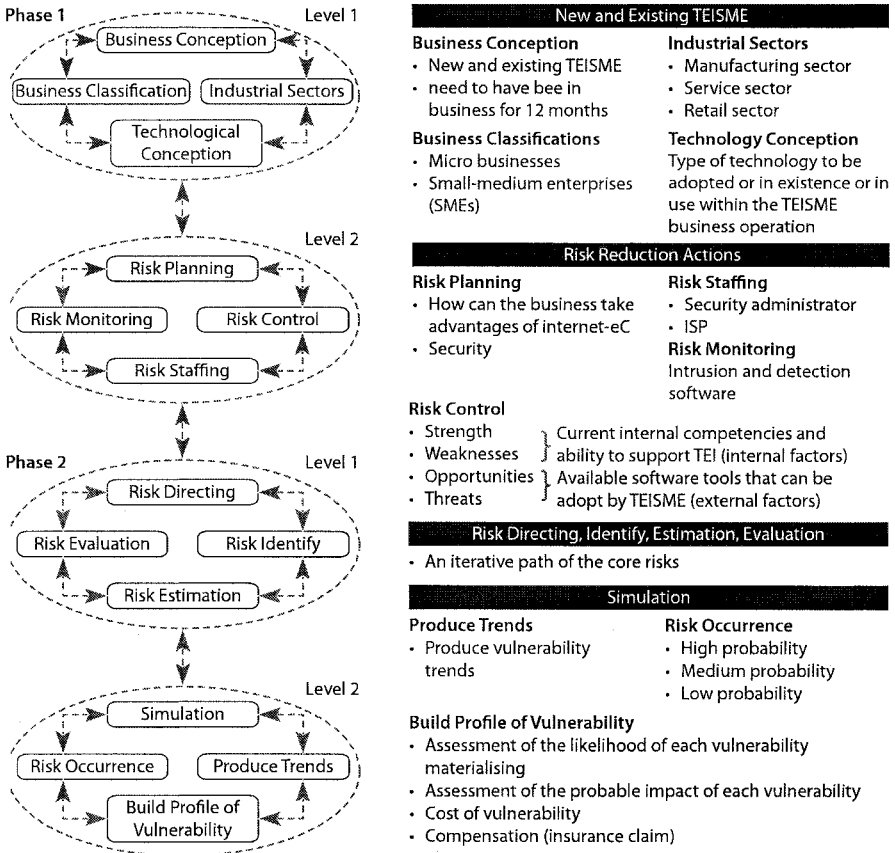 Phase 1
Level 1
Business Conception
Business Classification
Industrial Sectors
Technological
Conception
Level 2
Risk Planning
Risk Monitoring
Risk Control
Risk Staffing
Phase 2
Level 1
Risk Directing
Risk Evaluation
Risk Identify
Risk Estimation
Level 2
Simulation
Risk Occurrence
Produce Trends
Build Profile of
Vulnerability
New and Existing TEISME
Business Conception
• New and existing TEISME
• need to have bee in
business for 12 months
Business Classifications
• Micro businesses
• Small-medium enterprises
(SMEs)
Industrial Sectors
• Manufacturing sector
• Service sector
• Retail sector
Technology Conception
Type of technology to be
adopted or in existence or in
use within the TEISME
business operation
Risk Reduction Actions
Risk Planning
• How can the business take
advantages of internet-eC
• Security
Risk Staffing
• Security administrator
• ISP
Risk Monitoring
Intrusion and detection
software
Risk Control
• Strength
• Weaknesses
Current internal competencies and
ability to support TEI (internal factors)
• Opportunities
• Threats
Available software tools that can be
adopt by TEISME (external factors)
Risk Directing, Identify, Estimation, Evaluation
• An iterative path of the core risks
Simulation
Produce Trends
• Produce vulnerability
trends
Risk Occurrence
• High probability
• Medium probability
• Low probability
Build Profile of Vulnerability
• Assessment of the likelihood of each vulnerability
materialising
• Assessment of the probable impact of each vulnerability
• Cost of vulnerability
• Compensation (insurance claim)